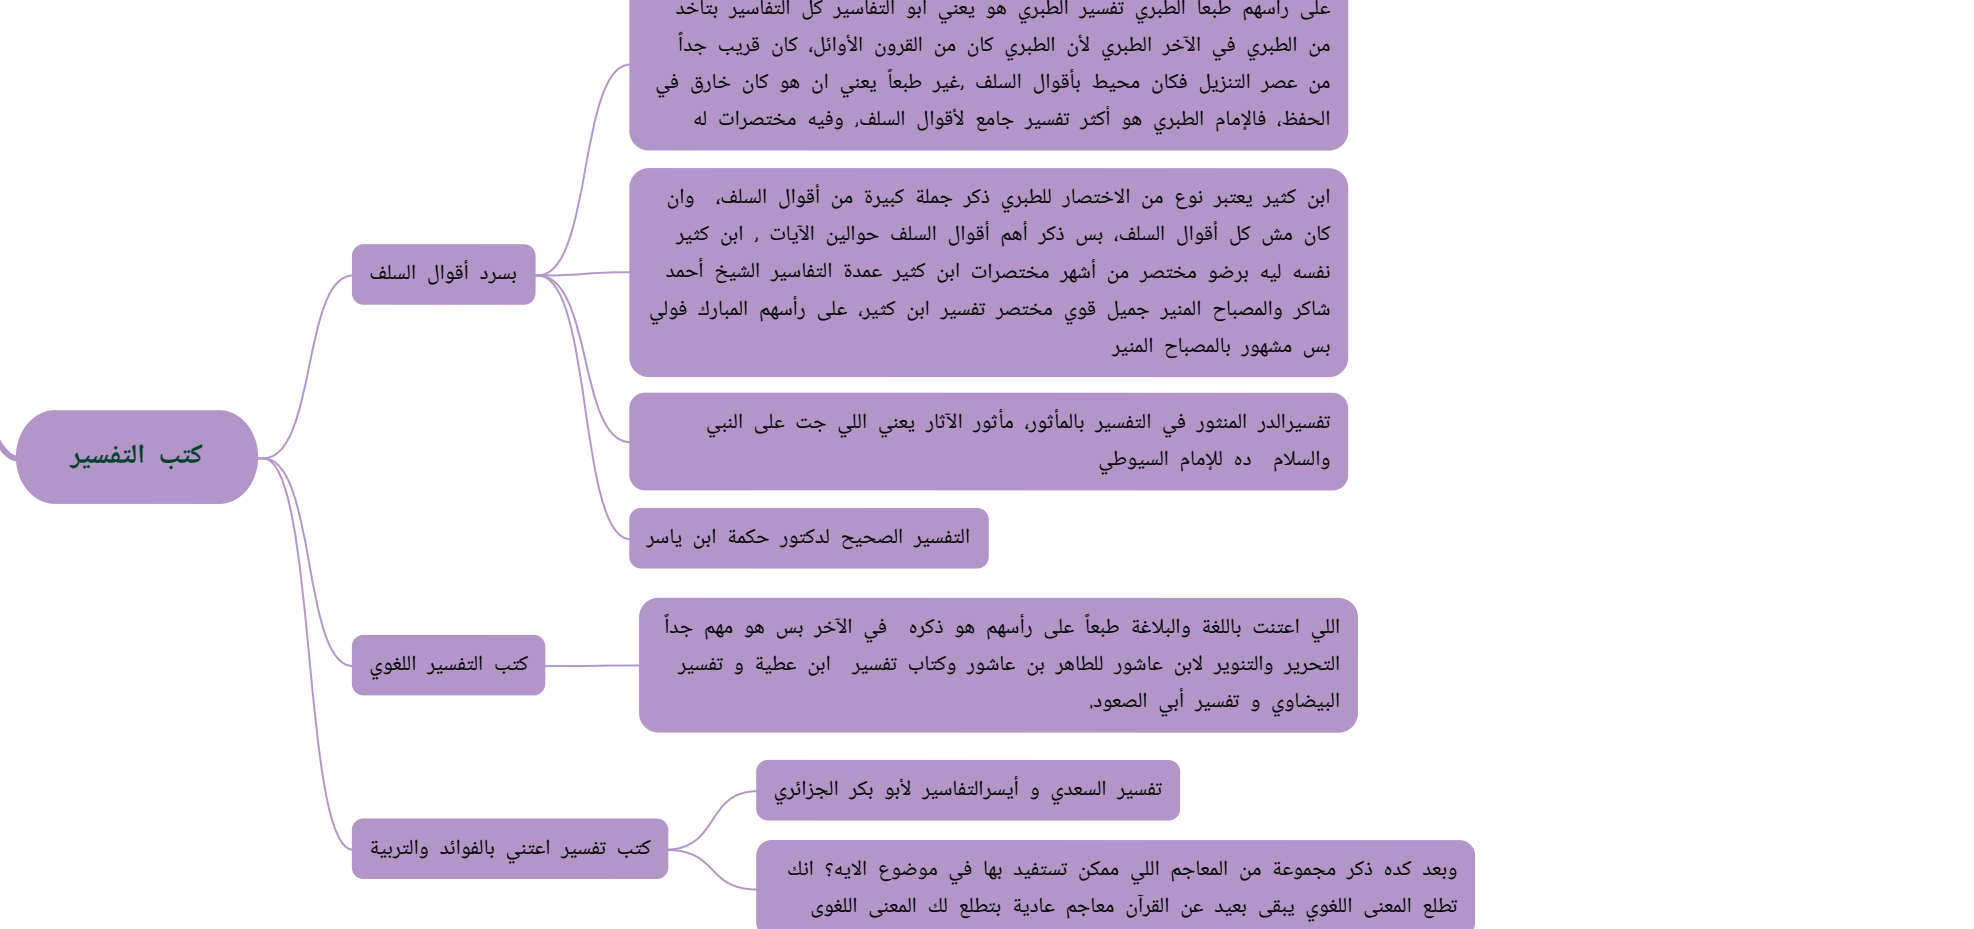 على رأسهم طبعا الطبري تفسير الطبري هو يعني أبو التفاسير كل التفاسير بتاخد
من الطبري في الآخر الطبري لأن الطبري كان من القرون الأوائل، كان قريب جداً
من عصر التنزيل فكان محيط بأقوال السلف ,غير طبعاً يعني ان هو كان خارق في
الحفظ، فالإمام الطبري هو أكثر تفسير جامع لأقوال السلف, وفيه مختصرات له
ابن كثير يعتبر نوع من الاختصار للطبري ذكر جملة كبيرة من أقوال السلف، وان
كان مش كل أقوال السلف، بس ذكر أهم أقوال السلف حوالين الآيات , ابن كثير
نفسه ليه برضو مختصر من أشهر مختصرات ابن كثير عمدة التفاسير الشيخ أحمد
شاكر والمصباح المنير جميل قوي مختصر تفسير ابن كثير، على رأسهم المبارك فولي
بس مشهور بالمصباح المنير
بسرد أقوال السلف
تفسيرالدر المنثور في التفسير بالمأثور، مأثور الآثار يعني اللي جت على النبي
والسلام ده للإمام السيوطي
كتب التفسير
التفسير الصحيح لدكتور حكمة ابن ياسر
اللي اعتنت باللغة والبلاغة طبعاً على رأسهم هو ذكره في الآخر بس هو مهم جداً
التحرير والتنوير لابن عاشور للطاهر بن عاشور وكتاب تفسير ابن عطية و تفسير
البيضاوي و تفسير أبي الصعود.
كتب التفسير اللغوي
تفسير السعدي و أيسرالتفاسير لأبو بكر الجزائري
كتب تفسير اعتني بالفوائد والتربية
وبعد كده ذكر مجموعة من المعاجم اللي ممكن تستفيد بها في موضوع الايه؟ انك
تطلع المعنى اللغوي يبقى بعيد عن القرآن معاجم عادية بتطلع لك المعنى اللغوى